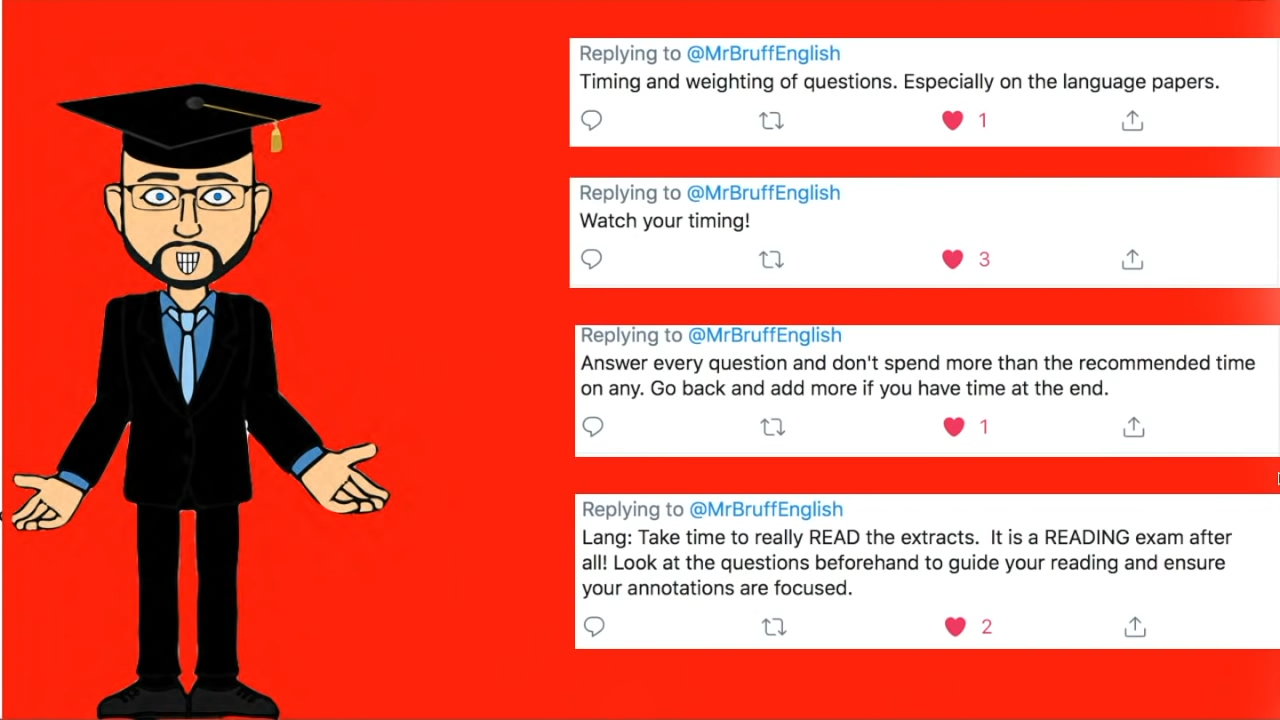 Replying to @MrBruffEnglish
Timing and weighting of questions. Especially on the language papers.
1
Replying to @MrBruffEnglish
Watch your timing!
3
Replying to @MrBruffEnglish
Answer every question and don't spend more than the recommended time
on any. Go back and add more if you have time at the end.
1
Replying to @MrBruffEnglish
Lang: Take time to really READ the extracts.  It is a READING exam after
all! Look at the questions beforehand to guide your reading and ensure
your annotations are focused.
2